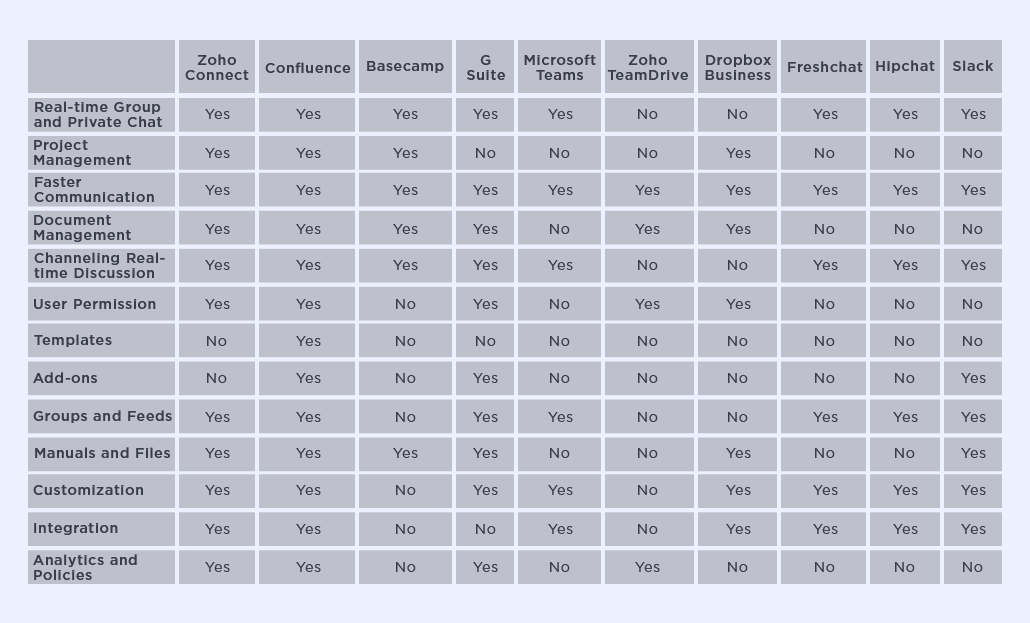 Zoho Connect Confluence Basecamp G Suite Microsoft Teams Zoho TeamDrive Dropbox Business Freshchat Hipchat Slack
Real-time Group and Private Chat Yes Yes Yes Yes Yes No No Yes Yes Yes
Project Management Yes Yes Yes No No No Yes No No No
Faster Communication Yes Yes Yes Yes Yes Yes Yes Yes Yes Yes
Document Management Yes Yes Yes Yes No Yes Yes No No No
Channeling Real-time Discussion Yes Yes Yes Yes Yes No No Yes Yes Yes
User Permission Yes Yes No Yes No Yes Yes No No No
Templates No Yes No No No No No No No No
Add-ons No Yes No Yes No No No No No Yes
Groups and Feeds Yes Yes No Yes Yes No No Yes Yes Yes
Manuals and Files Yes Yes Yes Yes No No Yes No No Yes
Customization Yes Yes No Yes Yes No Yes Yes Yes Yes
Integration Yes Yes No No Yes No Yes Yes Yes Yes
Analytics and Policies Yes Yes No Yes No Yes No No No No